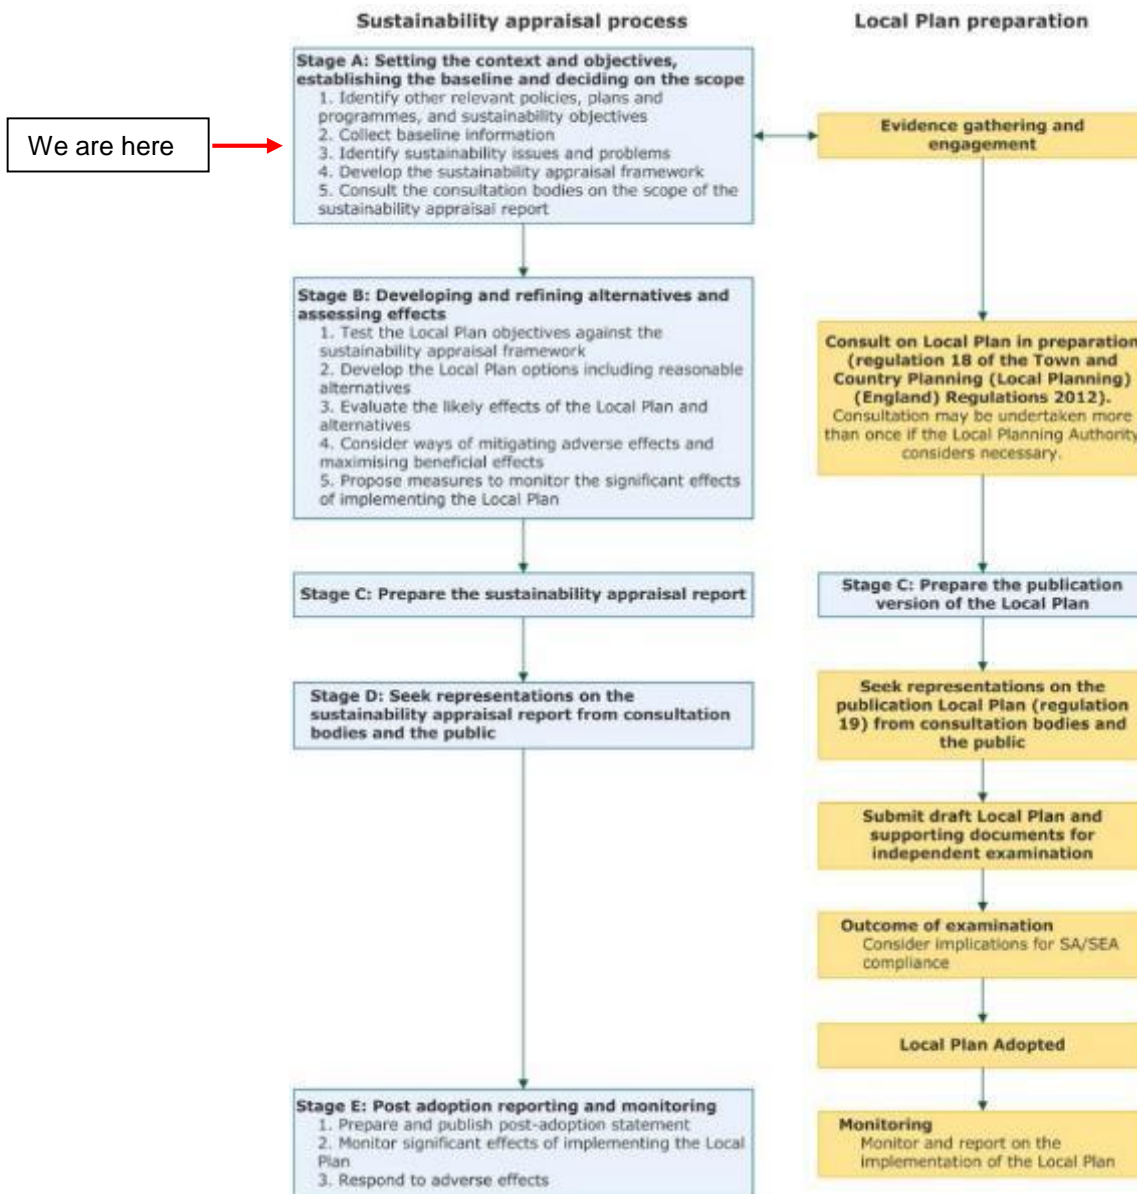 Sustainability appraisal process
Local Plan preparation
We are here
Stage A: Setting the context and objectives,
establishing the baseline and deciding on the scope
1. Identify other relevant policies, plans and
programmes, and sustainability objectives
2. Collect baseline information
3. Identify sustainability issues and problems
4. Develop the sustainability appraisal framework
5. Consult the consultation bodies on the scope of the
sustainability appraisal report
Evidence gathering and
engagement
Stage B: Developing and refining alternatives and
assessing effects
1. Test the Local Plan objectives against the
sustainability appraisal framework
2. Develop the Local Plan options including reasonable
alternatives
3. Evaluate the likely effects of the Local Plan and
alternatives
4. Consider ways of mitigating adverse effects and
maximising beneficial effects
5. Propose measures to monitor the significant effects
of implementing the Local Plan
Consult on Local Plan in preparation
(regulation 18 of the Town and
Country Planning (Local Planning)
(England) Regulations 2012).
Consultation may be undertaken more
than once if the Local Planning Authority
considers necessary.
Stage C: Prepare the sustainability appraisal report
Stage C: Prepare the publication
version of the Local Plan
Stage D: Seek representations on the
sustainability appraisal report from consultation
bodies and the public
Seek representations on the
publication Local Plan (regulation
19) from consultation bodies and
the public
Submit draft Local Plan and
supporting documents for
independent examination
Outcome of examination
Consider implications for SA/SEA
compliance
Local Plan Adopted
Stage E: Post adoption reporting and monitoring
1. Prepare and publish post-adoption statement
2. Monitor significant effects of implementing the Local
Plan
3. Respond to adverse effects
Monitoring
Monitor and report on the
implementation of the Local Plan